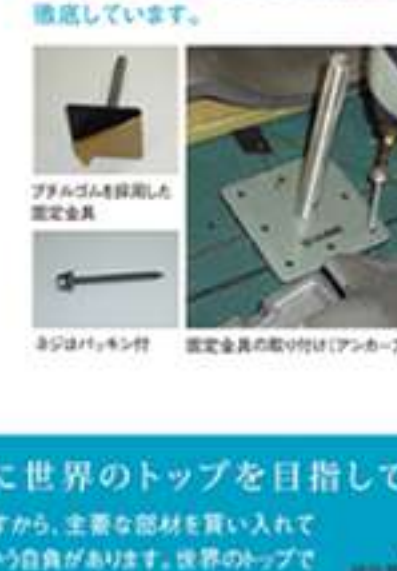 徹底しています。
ブチルゴムを採用した
固定金具
ネジはパッキン付
固定金具の取り付け(アンカー)
に世界のトップを目指して
すから、主要な部材を買い入れて
いう自負があります。世界のトップで